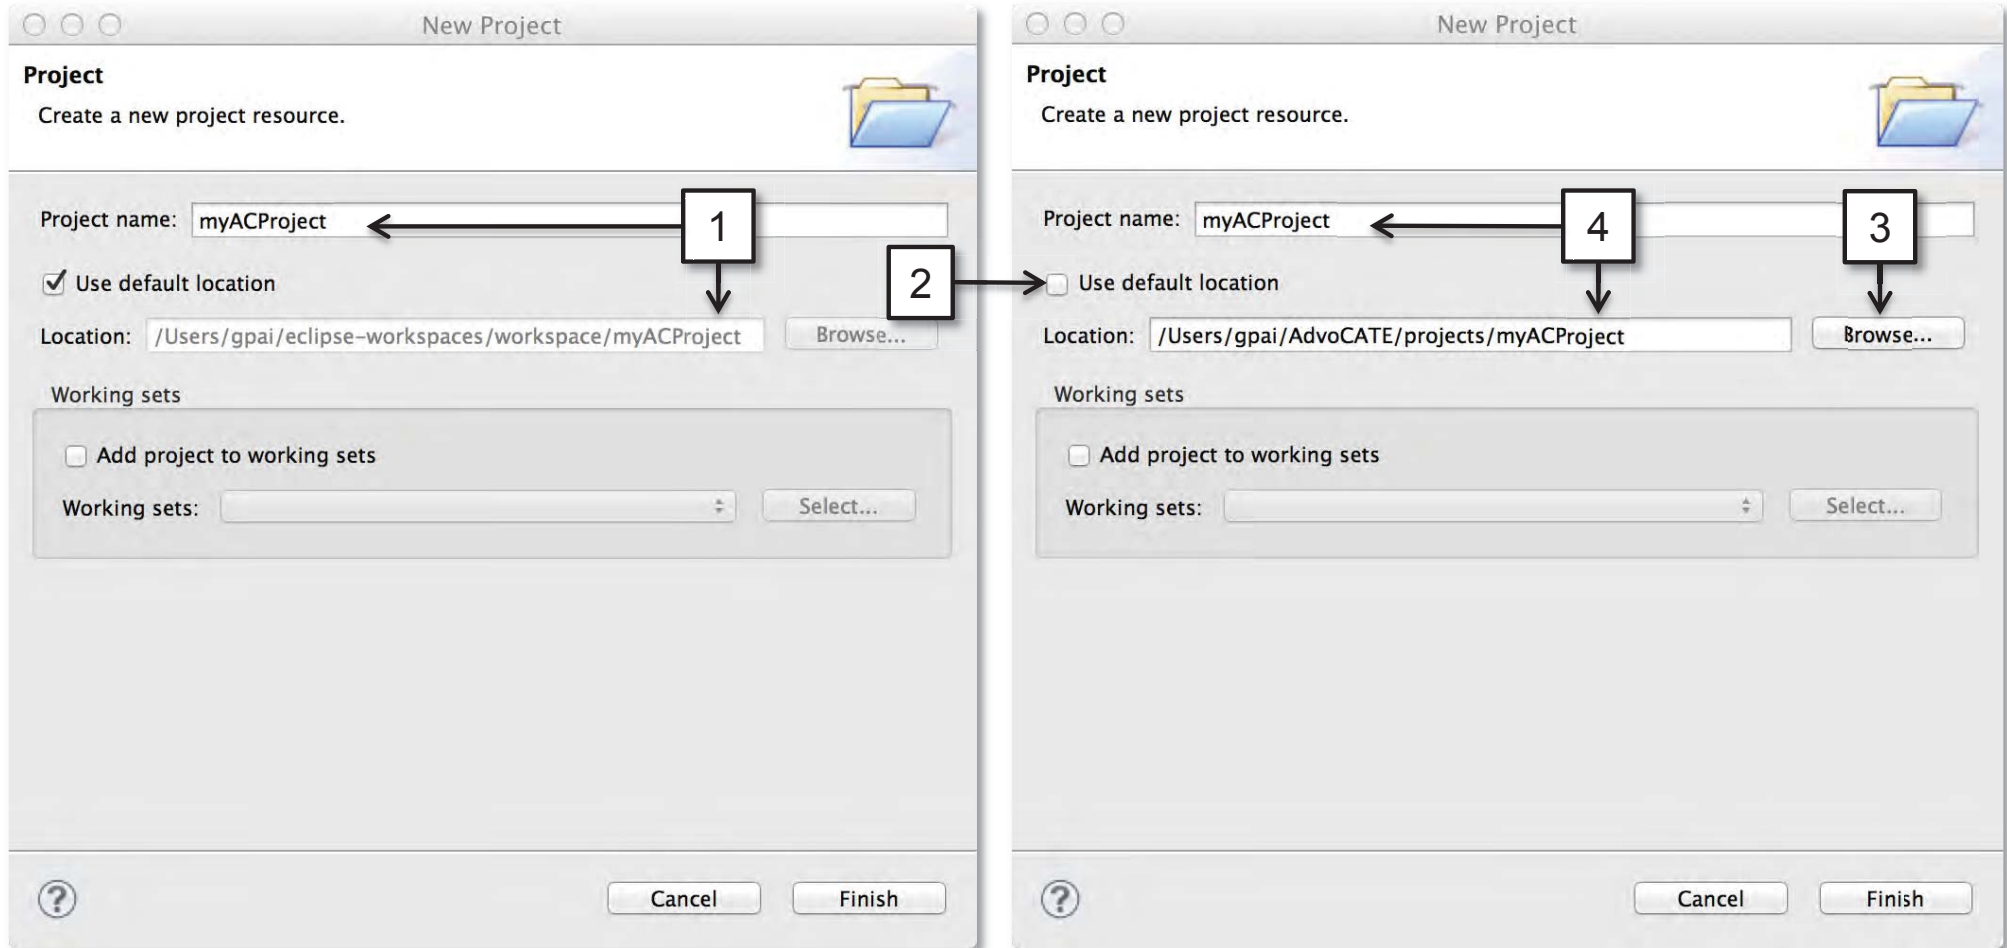 New Project
Project
Create a new project resource.
Project name: myACProject
1
Use default location
Location: /Users/gpai/eclipse-workspaces/workspace/myACProject Browse...
Working sets
Add project to working sets
Working sets: Select...
Cancel Finish
New Project
Project
Create a new project resource.
Project name: myACProject
4
3
2
Use default location
Location: /Users/gpai/AdvoCATE/projects/myACProject Browse...
Working sets
Add project to working sets
Working sets: Select...
? Cancel Finish